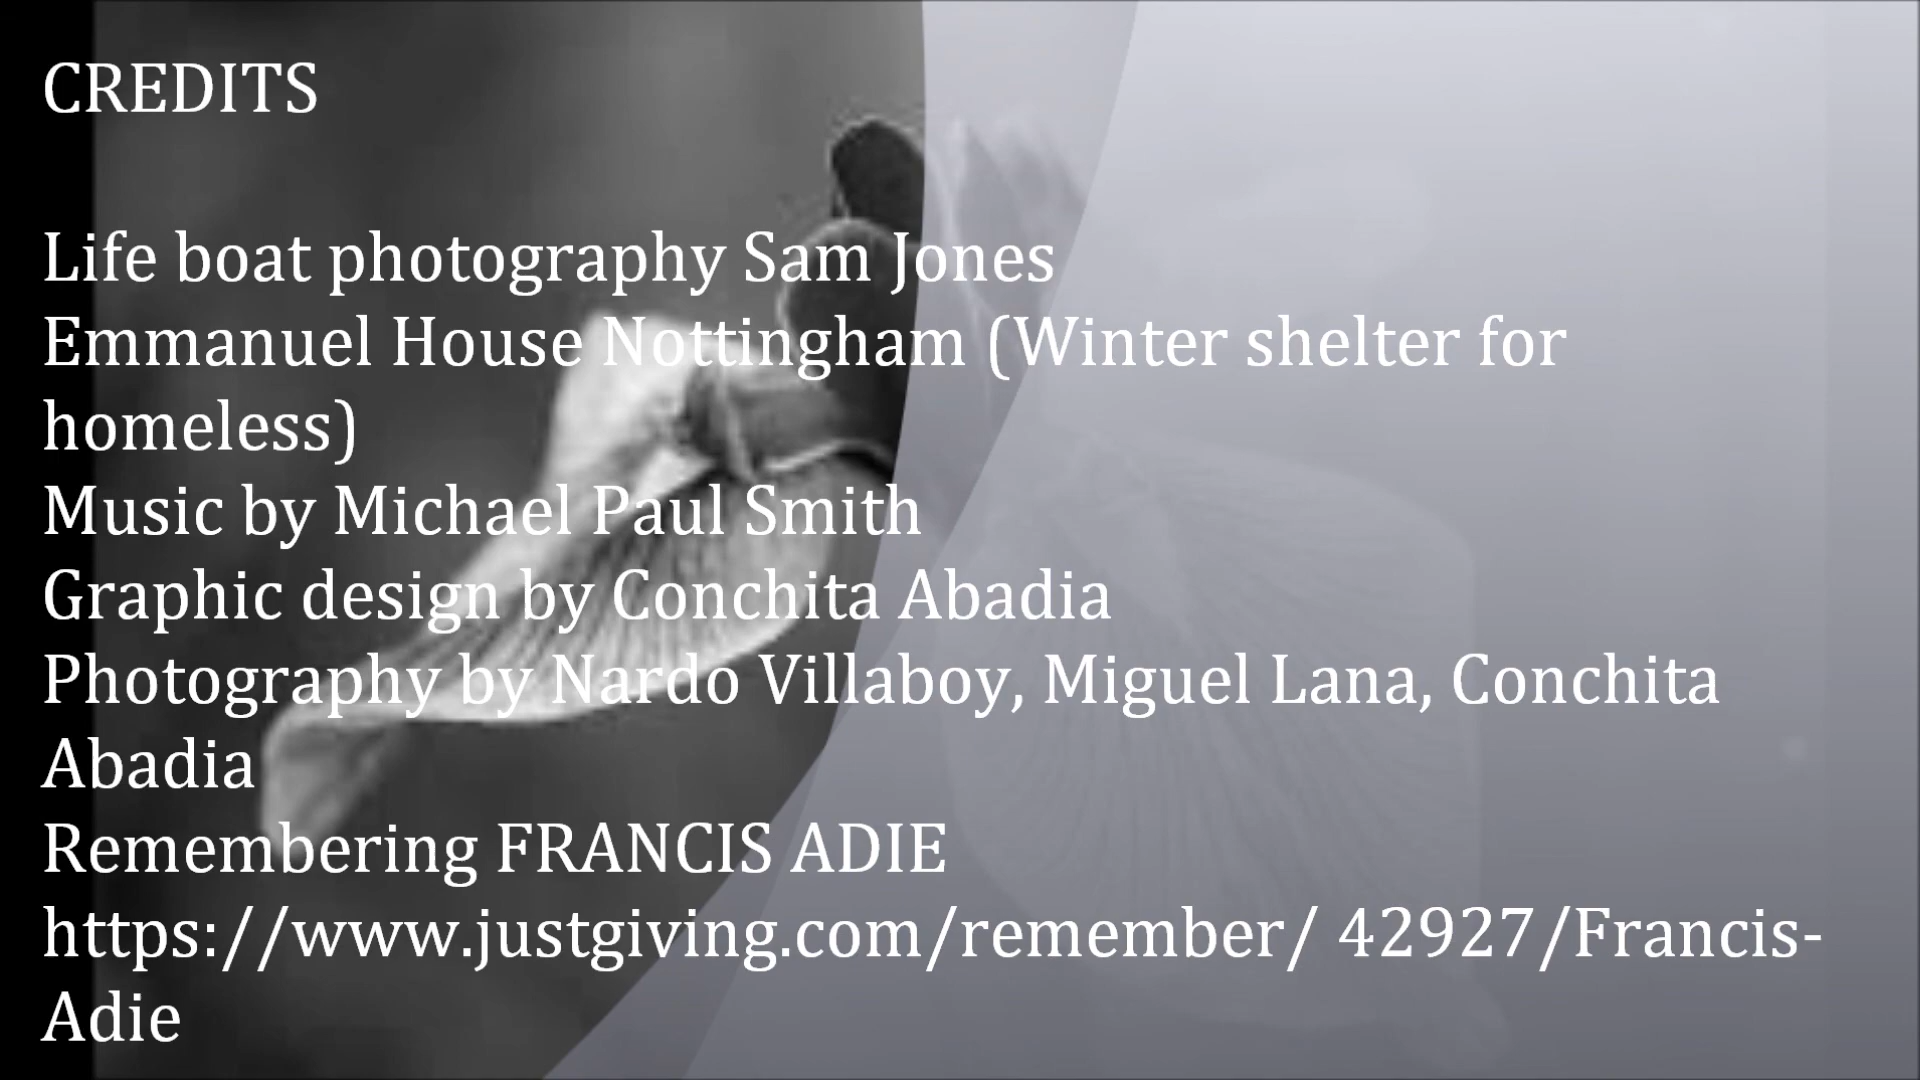 CREDITS
Life boat photography Sam Jones
Emmanuel House Nottingham (Winter shelter for
homeless)
Music by Michael Paul Smith
Graphic design by Conchita Abadia
Photography by Nardo Villaboy, Miguel Lana, Conchita
Abadia
Remembering FRANCIS ADIE
https://www.justgiving.com/remember/ 42927/Francis-
Adie